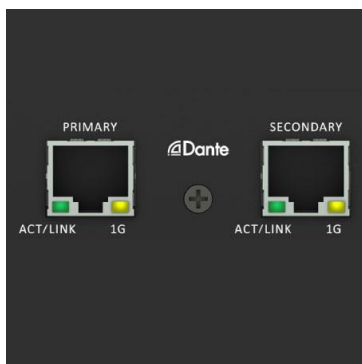 PRIMARY
SECONDARY
Dante
ACT/LINK 1G
ACT/LINK 1G